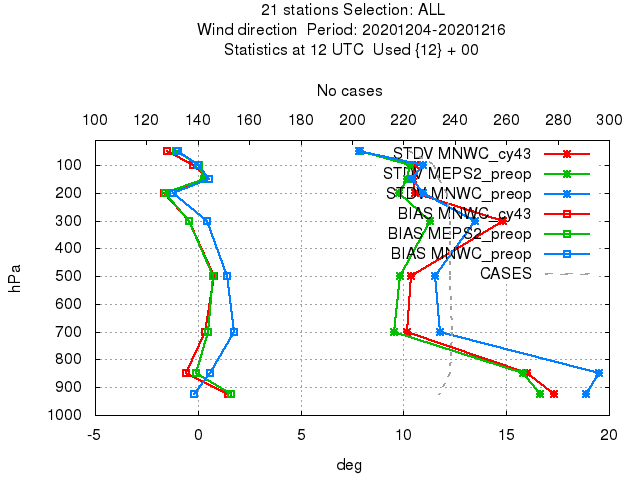 21 stations Selection: ALL
Wind direction  Period: 20201204-20201216
Statistics at 12 UTC  Used {12} + 00
No cases
100 120 140 160 180 200 220 240 260 280 300
STDV MNWC_cy43
100
STDV MEPS2_preop
200
STDV MNWC_preop
BIAS MNWC_cy43
300
BIAS MEPS2_preop
400
BIAS MNWC_preop
500
CASES
600
700
800
900
1000
hPa
-5 0 5 10 15 20
deg